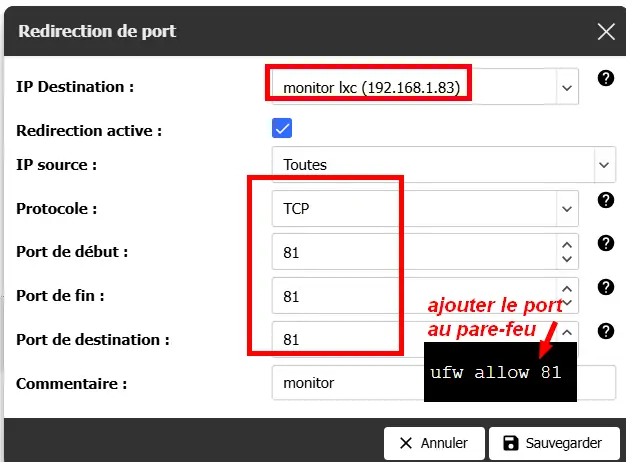 Redirection de port
IP Destination :
monitor lxc (192.168.1.83)
Redirection active :
IP source :
Toutes
Protocole :
TCP
Port de début :
81
Port de fin :
81
ajouter le port
au pare-feu
Port de destination :
81
ufw allow 81
Commentaire :
monitor
Annuler
Sauvegarder